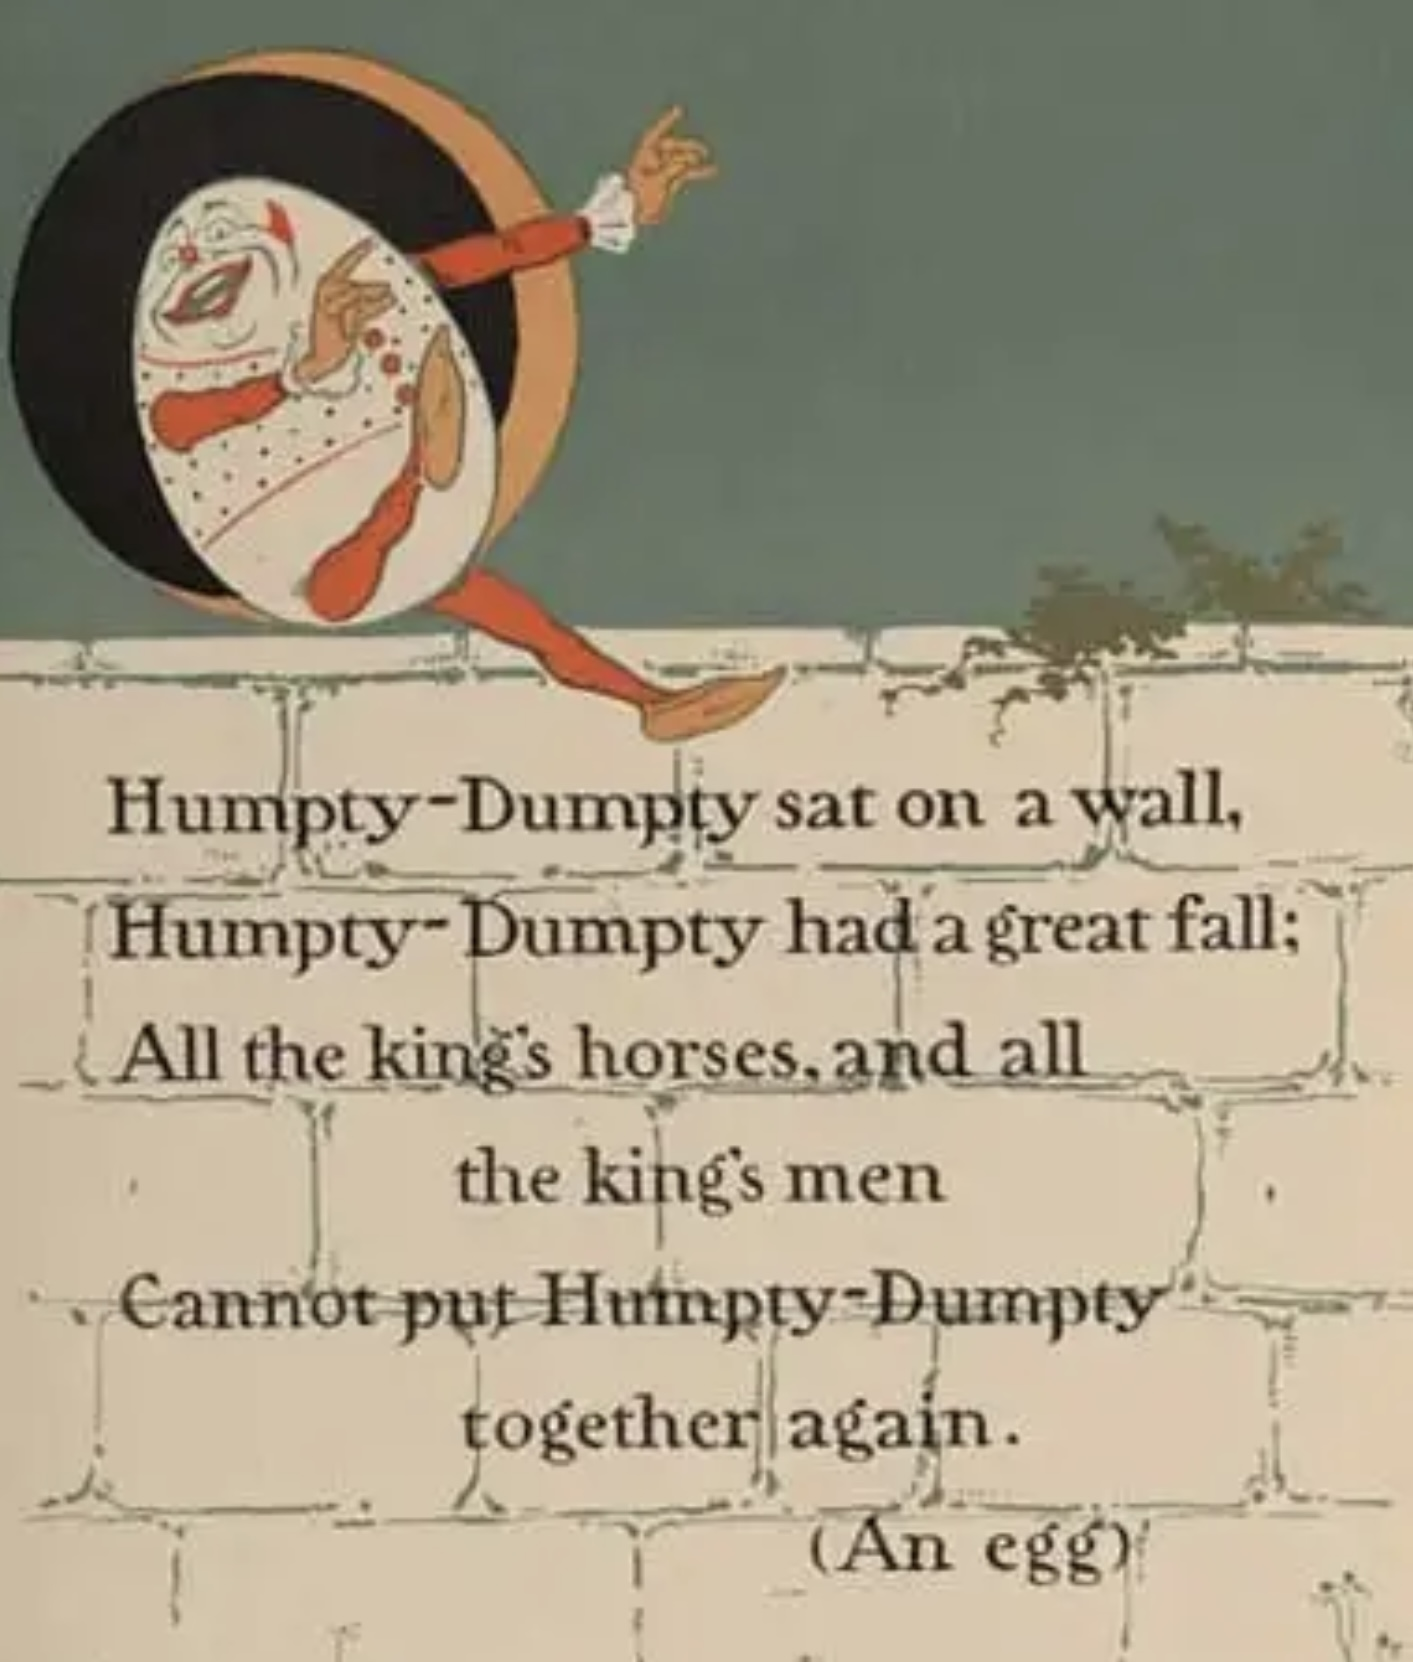 Humpty-Dumpty sat on a wall,
Humpty-Dumpty had a great fall;
All the king's horses, and all
the king's men
Cannot put Humpty-Dumpty
together again.
(An egg)